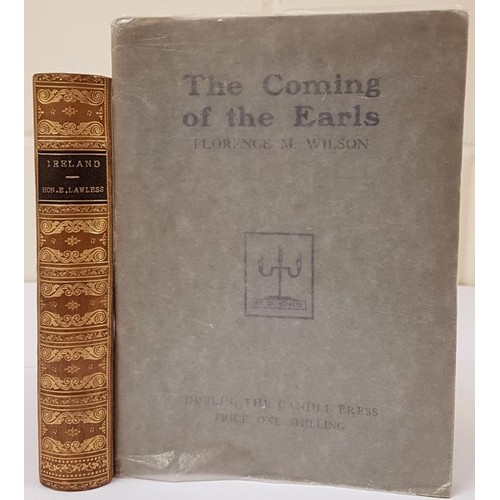 IRELAND
HON. E. LAWLESS
The Coming
of the Earls
FLORENCE M. WILSON
DUBLIN, THE CANDLE PRESS
PRICE ONE SHILLING